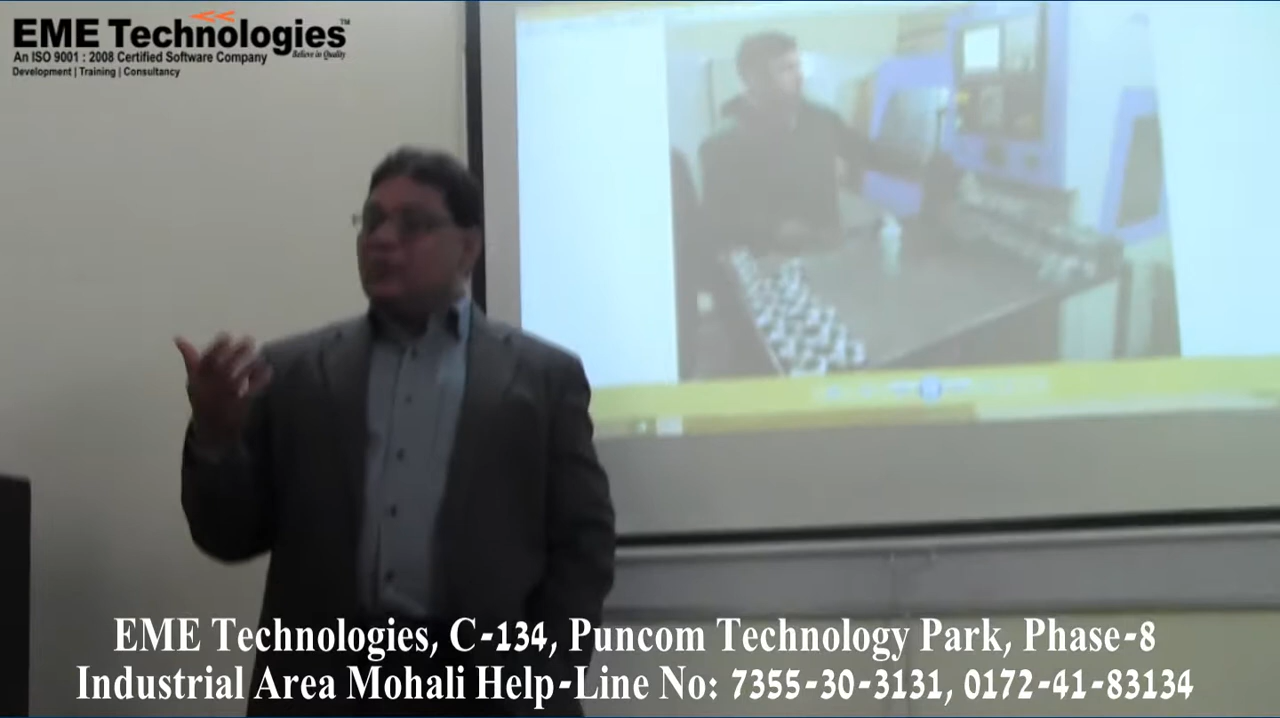 EME Technologies™
An ISO 9001 : 2008 Certified Software Company
Believe in Quality
Development | Training | Consultancy
EME Technologies, C-134, Puncom Technology Park, Phase-8
Industrial Area Mohali Help-Line No: 7355-30-3131, 0172-41-83134